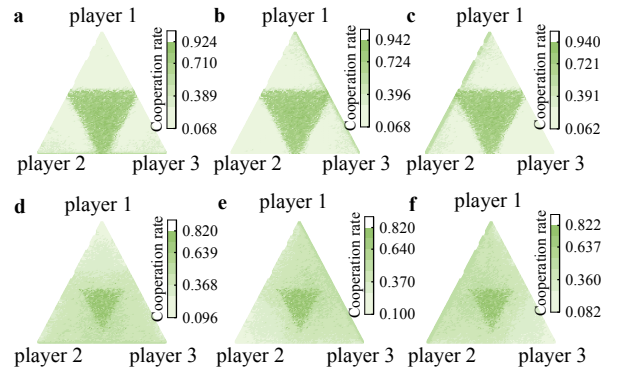 a
player 1
Cooperation rate
0.924
0.710
0.389
0.068
player 2
player 3
b
player 1
Cooperation rate
0.942
0.724
0.396
0.068
player 2
player 3
c
player 1
Cooperation rate
0.940
0.721
0.391
0.062
player 2
player 3
d
player 1
Cooperation rate
0.820
0.639
0.368
0.096
player 2
player 3
e
player 1
Cooperation rate
0.820
0.640
0.370
0.100
player 2
player 3
f
player 1
Cooperation rate
0.822
0.637
0.360
0.082
player 2
player 3